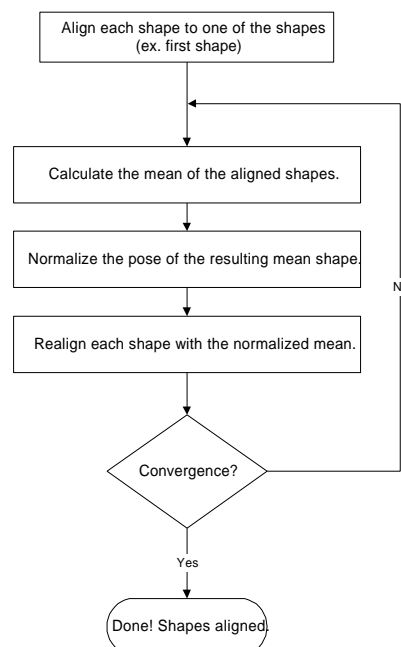 Align each shape to one of the shapes
(ex. first shape)
Calculate the mean of the aligned shapes.
Normalize the pose of the resulting mean shape.
N
Realign each shape with the normalized mean.
Convergence?
Yes
Done! Shapes aligned.